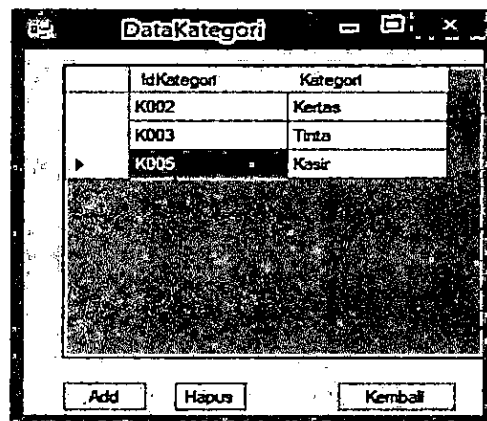 DataKategori
IdKategori Kategori
K002 Kertas
K003 Tinta
K005 Kasir
Add Hapus Kembali